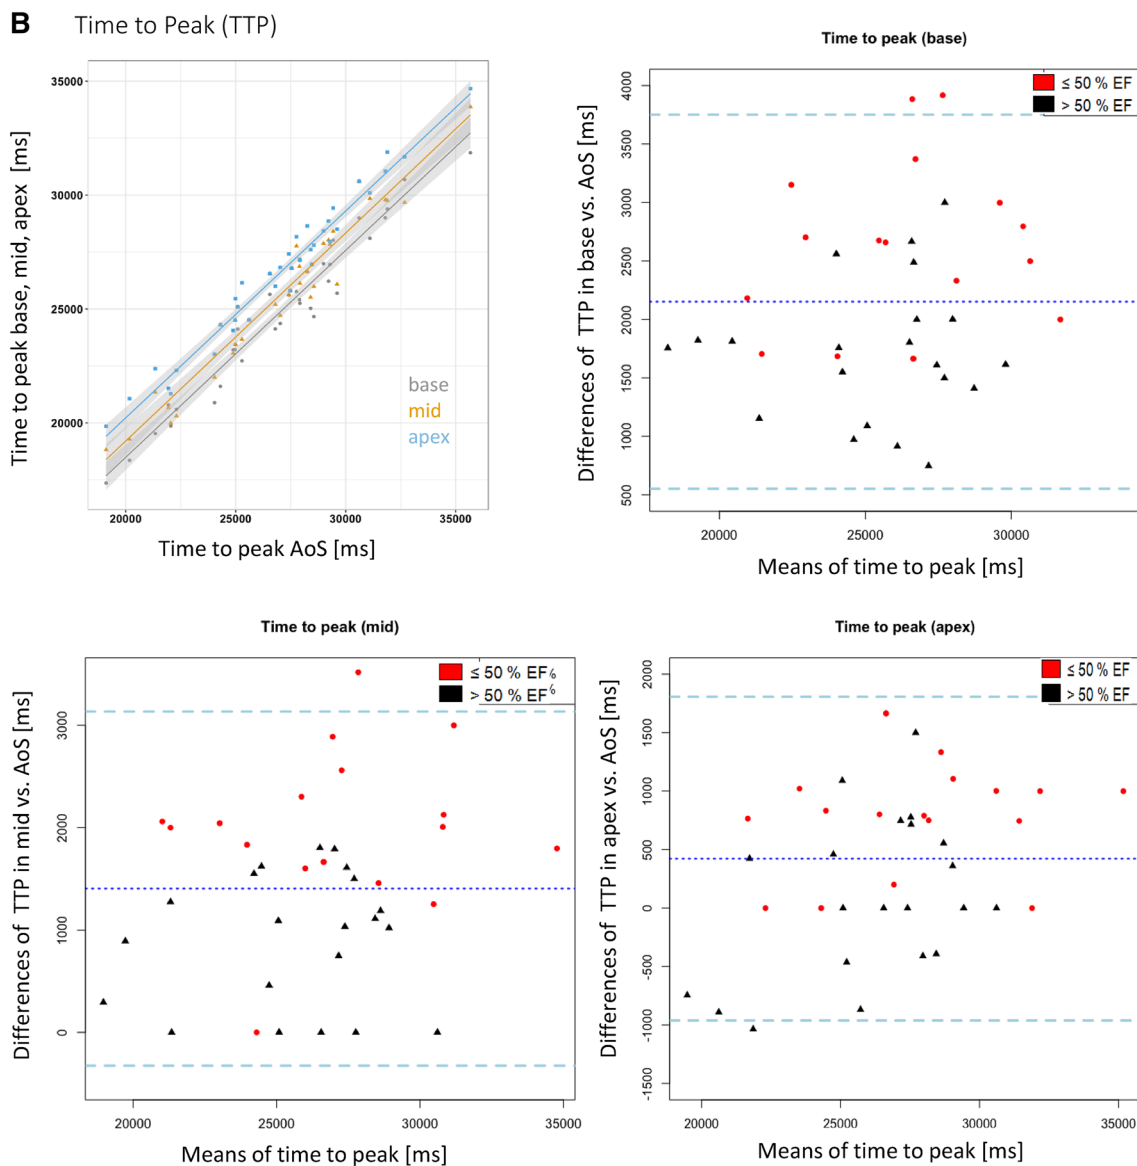 B Time to Peak (TTP)
Time to peak base, mid, apex [ms]
35000
30000
25000
20000
base
mid
apex
20000 25000 30000 35000
Time to peak AoS [ms]
Time to peak (base)
Differences of TTP in base vs. AoS [ms]
4000
3500
3000
2500
2000
1500
1000
500
≤ 50 % EF
> 50 % EF
20000 25000 30000
Means of time to peak [ms]
Time to peak (mid)
Differences of TTP in mid vs. AoS [ms]
3000
2000
1000
0
≤ 50 % EF
> 50 % EF
20000 25000 30000 35000
Means of time to peak [ms]
Time to peak (apex)
Differences of TTP in apex vs. AoS [ms]
2000
1500
1000
500
0
-500
-1000
-1500
≤ 50 % EF
> 50 % EF
20000 25000 30000 35000
Means of time to peak [ms]